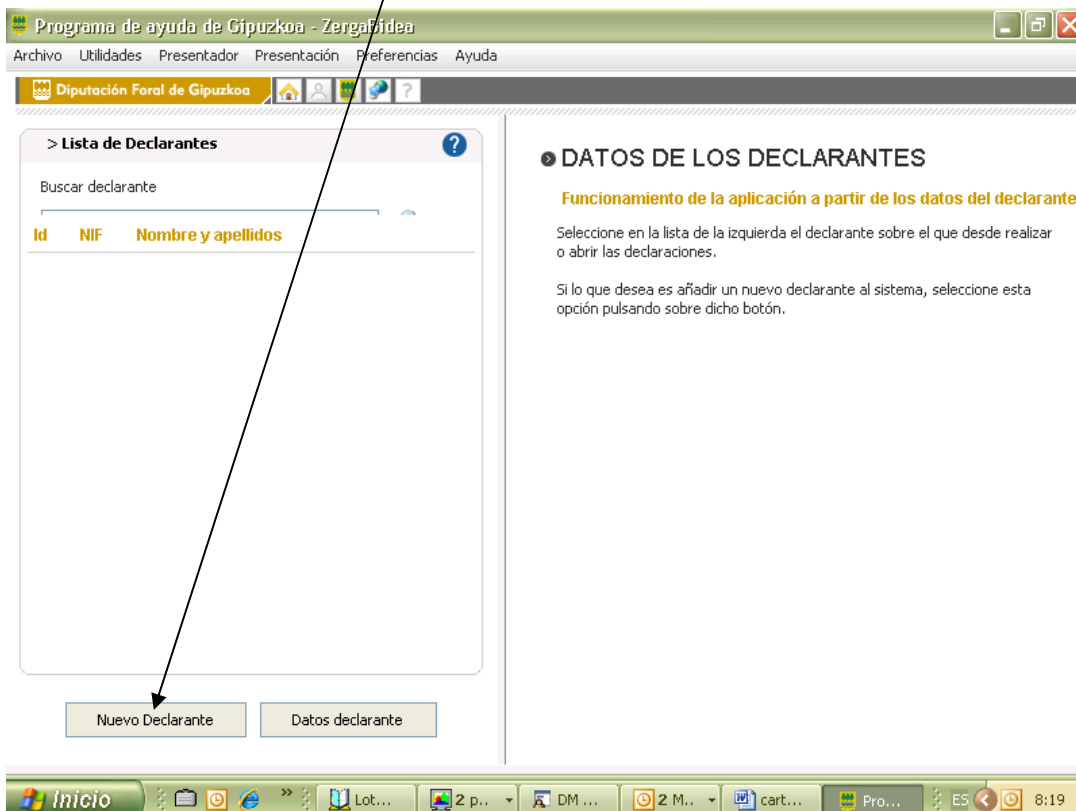 Programa de ayuda de Gipuzkoa - ZergaBidea
Archivo Utilidades Presentador Presentación Preferencias Ayuda
Diputación Foral de Gipuzkoa
?
> Lista de Declarantes
?
Buscar declarante
Id NIF Nombre y apellidos
Nuevo Declarante Datos declarante
DATOS DE LOS DECLARANTES
Funcionamiento de la aplicación a partir de los datos del declarante
Seleccione en la lista de la izquierda el declarante sobre el que desde realizar
o abrir las declaraciones.
Si lo que desea es añadir un nuevo declarante al sistema, seleccione esta
opción pulsando sobre dicho botón.
Inicio » Lot... 2 p.. DM ... 2 M.. cart... Pro... ES 8:19